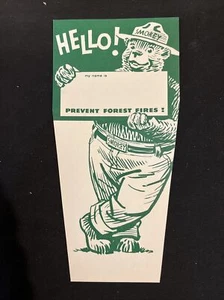 HELLO!
SMOKEY
my name is
PREVENT FOREST FIRES!
SMOKEY